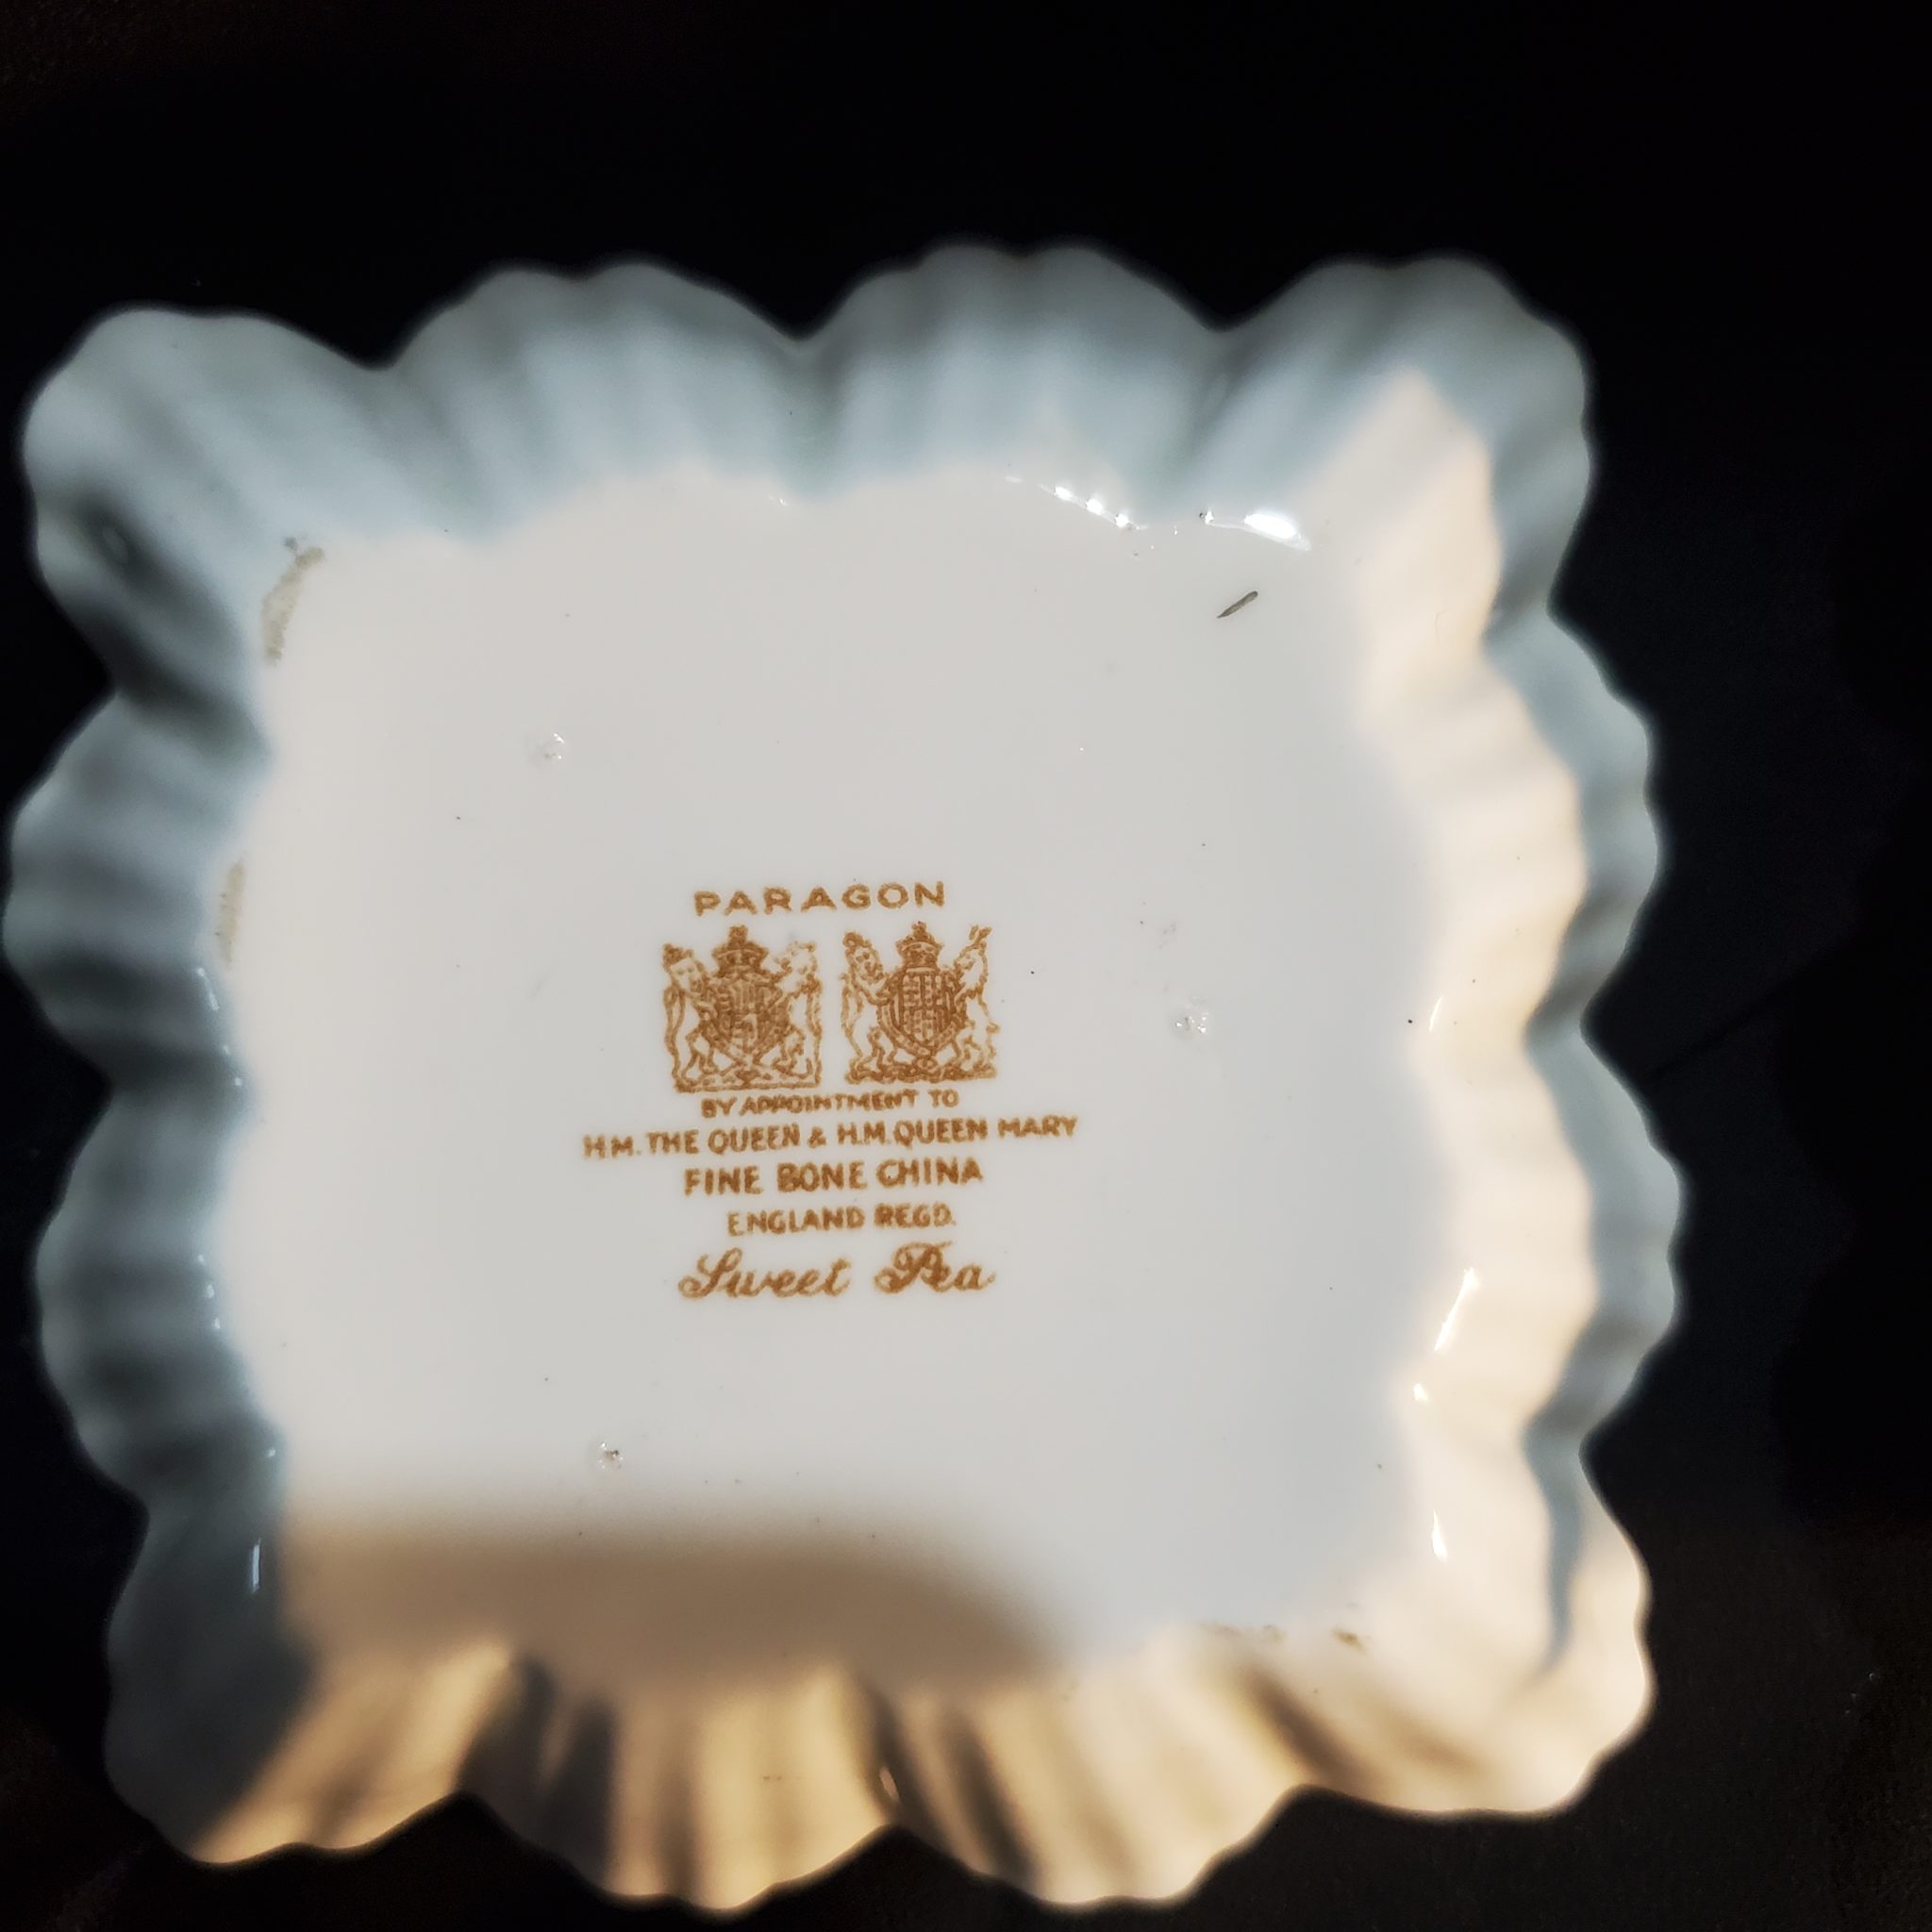 PARAGON
BY APPOINTMENT TO
H.M. THE QUEEN & H.M. QUEEN MARY
FINE BONE CHINA
ENGLAND REGD.
Sweet Pea